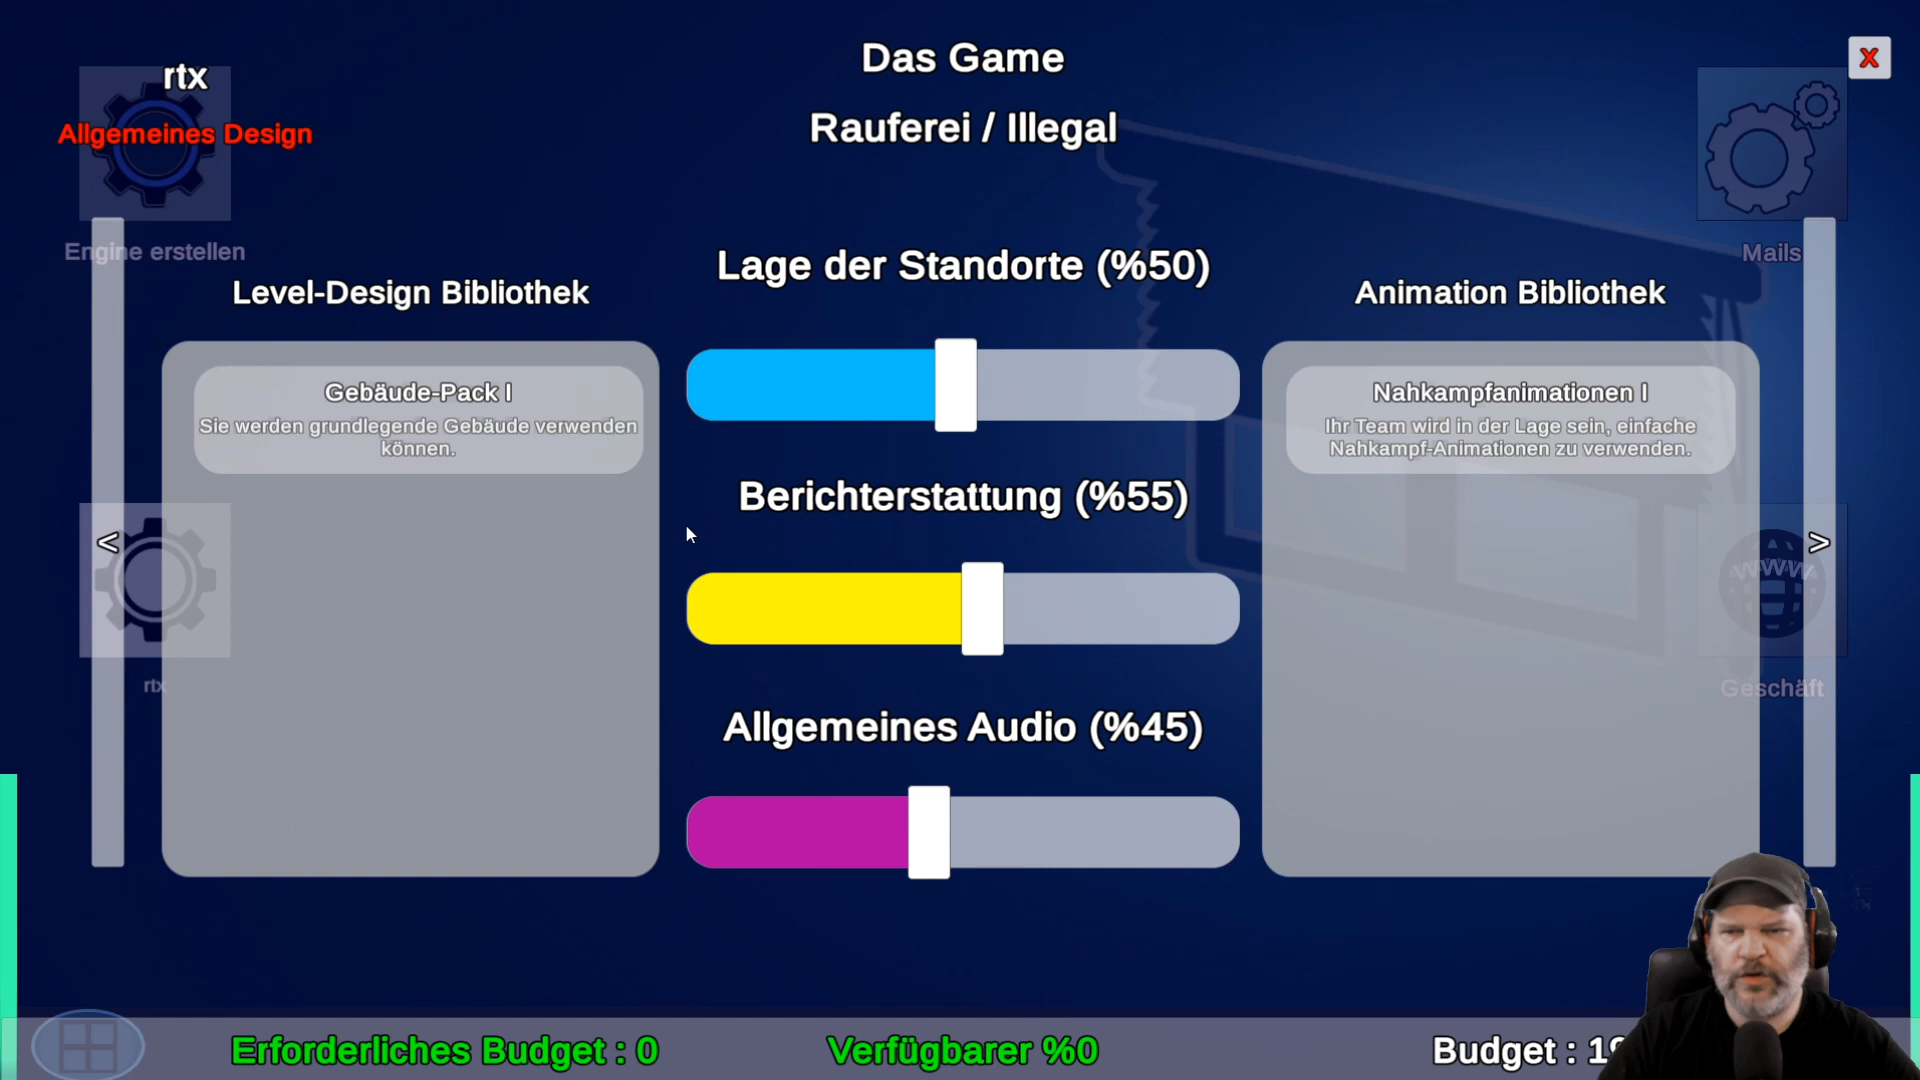 rtx
Allgemeines Design
Das Game
Rauferei / Illegal
X
Engine erstellen
Mails
Level-Design Bibliothek
Lage der Standorte (%50)
Animation Bibliothek
Gebäude-Pack I
Sie werden grundlegende Gebäude verwenden
können.
Nahkampfanimationen I
Ihr Team wird in der Lage sein, einfache
Nahkampf-Animationen zu verwenden.
Berichterstattung (%55)
<
>
WWW
rtx
Geschäft
Allgemeines Audio (%45)
Erforderliches Budget : 0
Verfügbarer %0
Budget :